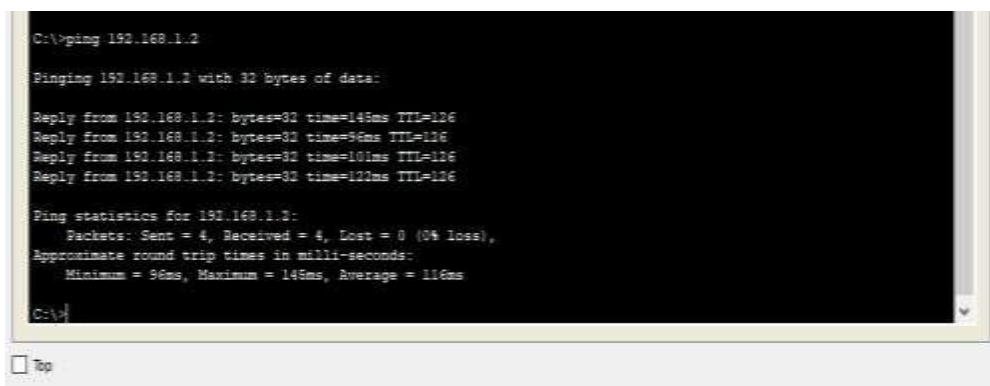 C:\>ping 192.168.1.2
Pinging 192.168.1.2 with 32 bytes of data:
Reply from 192.168.1.2: bytes=32 time=145ms TTL=126
Reply from 192.168.1.2: bytes=32 time=96ms TTL=126
Reply from 192.168.1.2: bytes=32 time=101ms TTL=126
Reply from 192.168.1.2: bytes=32 time=122ms TTL=126
Ping statistics for 192.168.1.2:
Packets: Sent = 4, Received = 4, Lost = 0 (0% loss),
Approximate round trip times in milli-seconds:
Minimum = 96ms, Maximum = 145ms, Average = 116ms
C:\>
Top